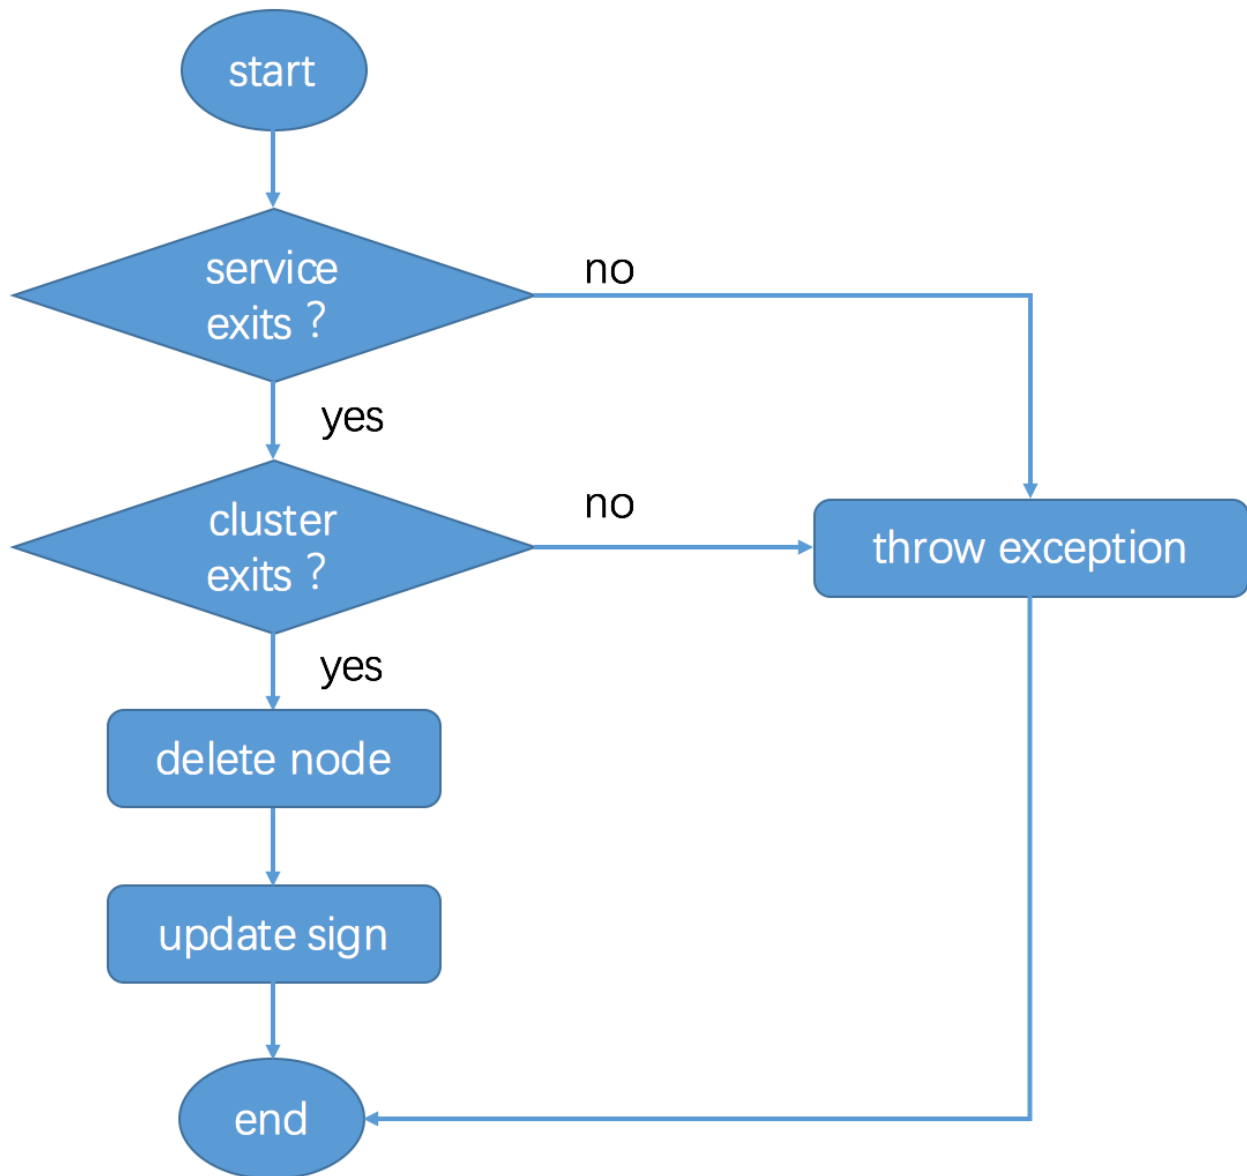 start
service
exits？
no
yes
cluster
exits？
no
throw exception
yes
delete node
update sign
end